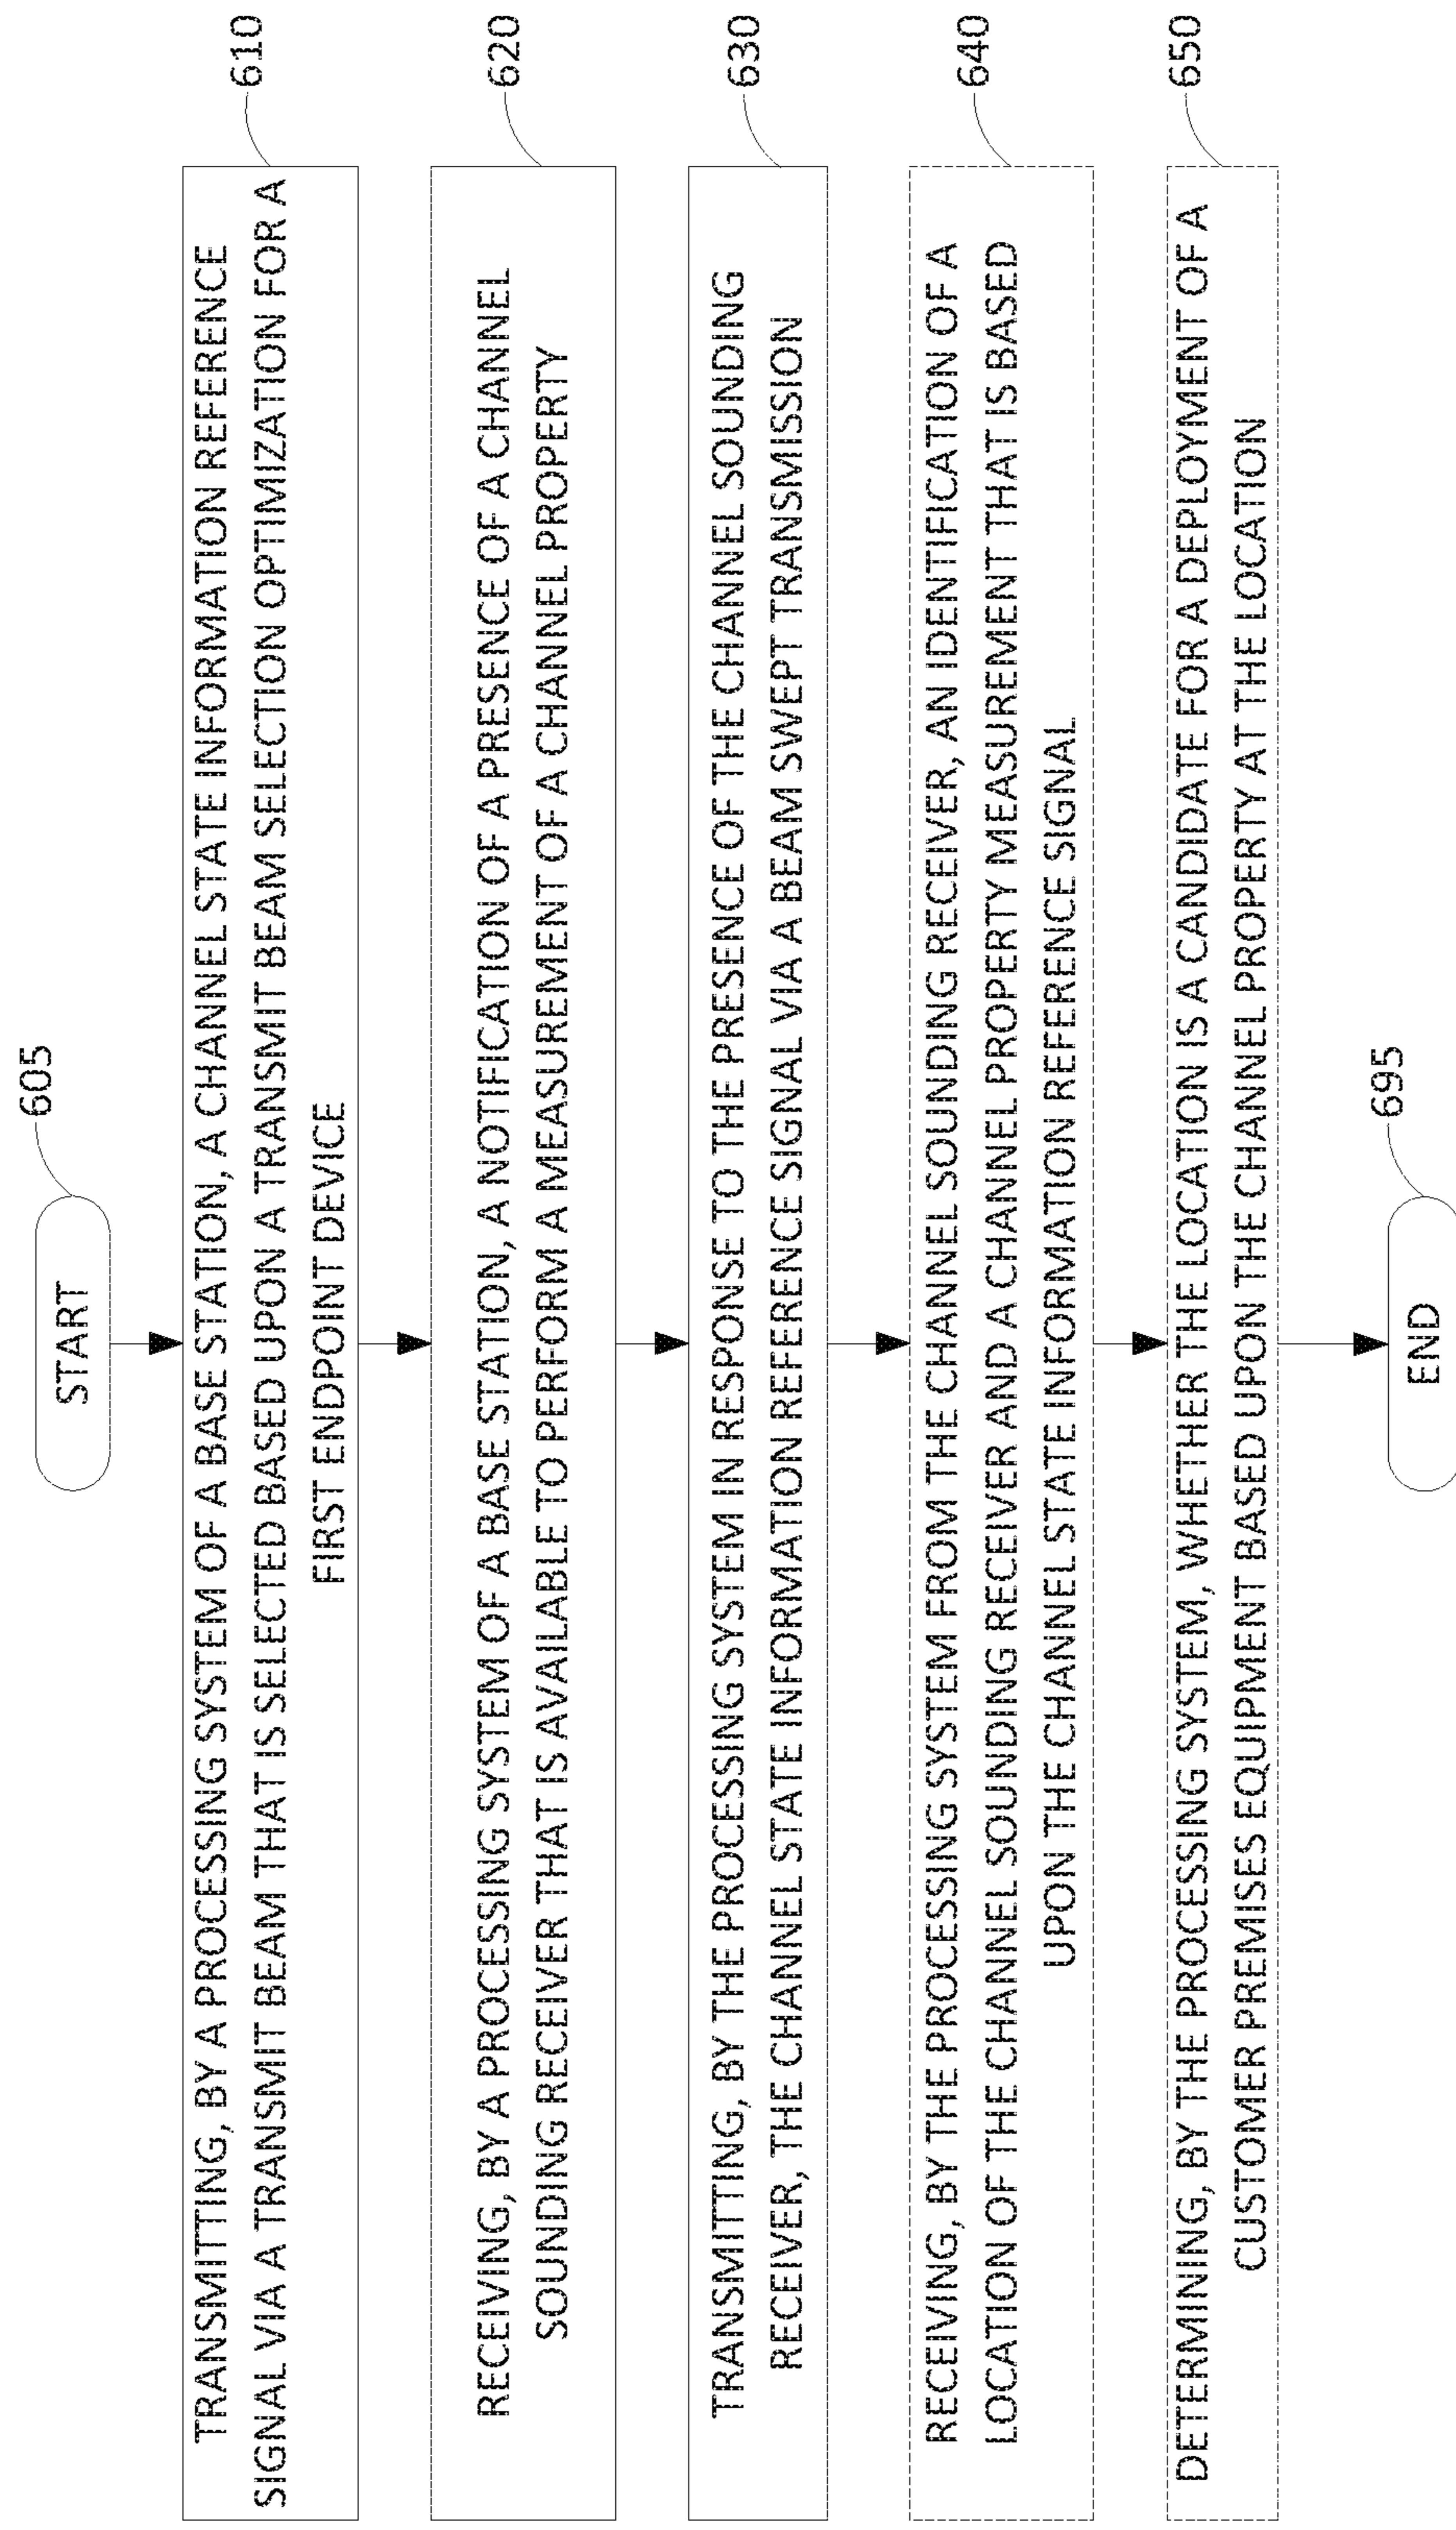 605
START
610
TRANSMITTING, BY A PROCESSING SYSTEM OF A BASE STATION, A CHANNEL STATE INFORMATION REFERENCE
SIGNAL VIA A TRANSMIT BEAM THAT IS SELECTED BASED UPON A TRANSMIT BEAM SELECTION OPTIMIZATION FOR A
FIRST ENDPOINT DEVICE
620
RECEIVING, BY A PROCESSING SYSTEM OF A BASE STATION, A NOTIFICATION OF A PRESENCE OF A CHANNEL
SOUNDING RECEIVER THAT IS AVAILABLE TO PERFORM A MEASUREMENT OF A CHANNEL PROPERTY
630
TRANSMITTING, BY THE PROCESSING SYSTEM IN RESPONSE TO THE PRESENCE OF THE CHANNEL SOUNDING
RECEIVER, THE CHANNEL STATE INFORMATION REFERENCE SIGNAL VIA A BEAM SWEPT TRANSMISSION
640
RECEIVING, BY THE PROCESSING SYSTEM FROM THE CHANNEL SOUNDING RECEIVER, AN IDENTIFICATION OF A
LOCATION OF THE CHANNEL SOUNDING RECEIVER AND A CHANNEL PROPERTY MEASUREMENT THAT IS BASED
UPON THE CHANNEL STATE INFORMATION REFERENCE SIGNAL
650
DETERMINING, BY THE PROCESSING SYSTEM, WHETHER THE LOCATION IS A CANDIDATE FOR A DEPLOYMENT OF A
CUSTOMER PREMISES EQUIPMENT BASED UPON THE CHANNEL PROPERTY AT THE LOCATION
695
END